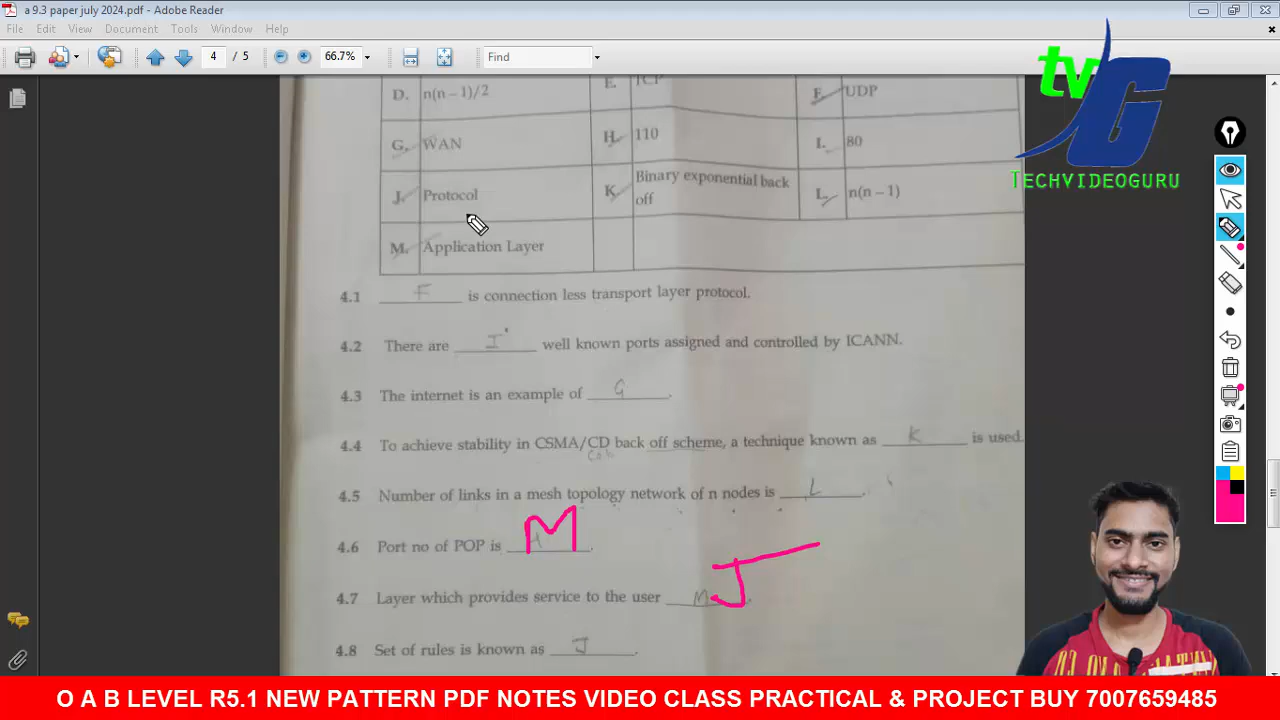 a 9.3 paper july 2024.pdf - Adobe Reader
File Edit View Document Tools Window Help
4 / 5 66.7% Find
tv G
TECHVIDEOGURU
D. n(n – 1)/2 E. TCP F. UDP
G. WAN H. 110 I. 80
J. Protocol K. Binary exponential back off L. n(n – 1)
M. Application Layer
4.1 F is connection less transport layer protocol.
4.2 There are I well known ports assigned and controlled by ICANN.
4.3 The internet is an example of G.
4.4 To achieve stability in CSMA/CD back off scheme, a technique known as K is used.
4.5 Number of links in a mesh topology network of n nodes is L.
4.6 Port no of POP is M.
4.7 Layer which provides service to the user M J.
4.8 Set of rules is known as J.
O A B LEVEL R5.1 NEW PATTERN PDF NOTES VIDEO CLASS PRACTICAL & PROJECT BUY 7007659485